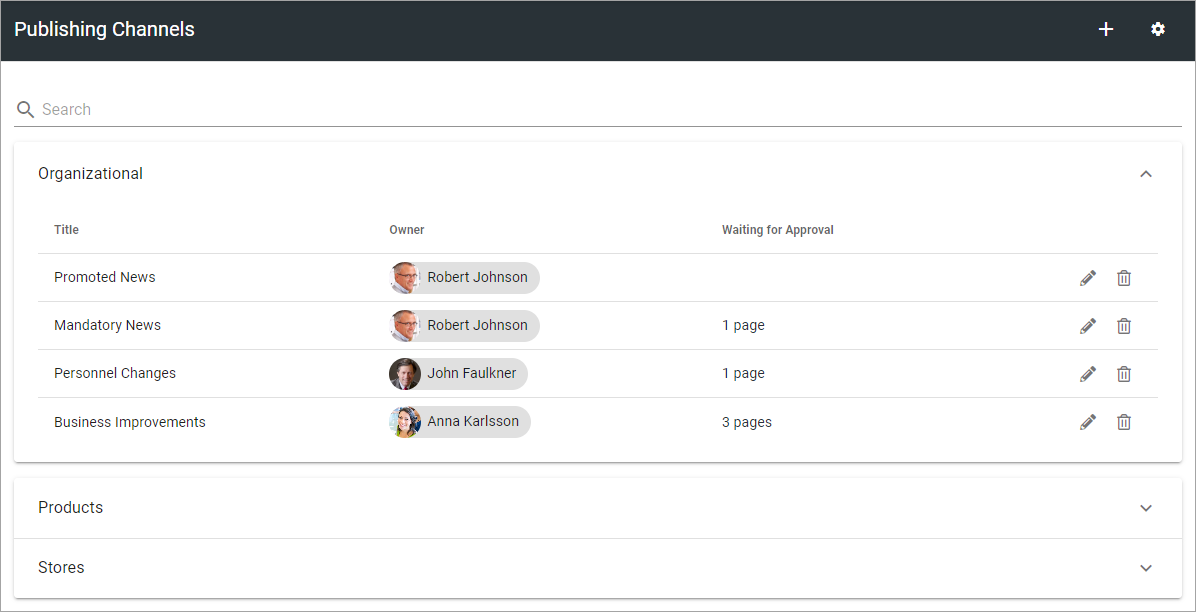 Publishing Channels
Search
Organizational
Title Owner Waiting for Approval
Promoted News Robert Johnson
Mandatory News Robert Johnson 1 page
Personnel Changes John Faulkner 1 page
Business Improvements Anna Karlsson 3 pages
Products
Stores